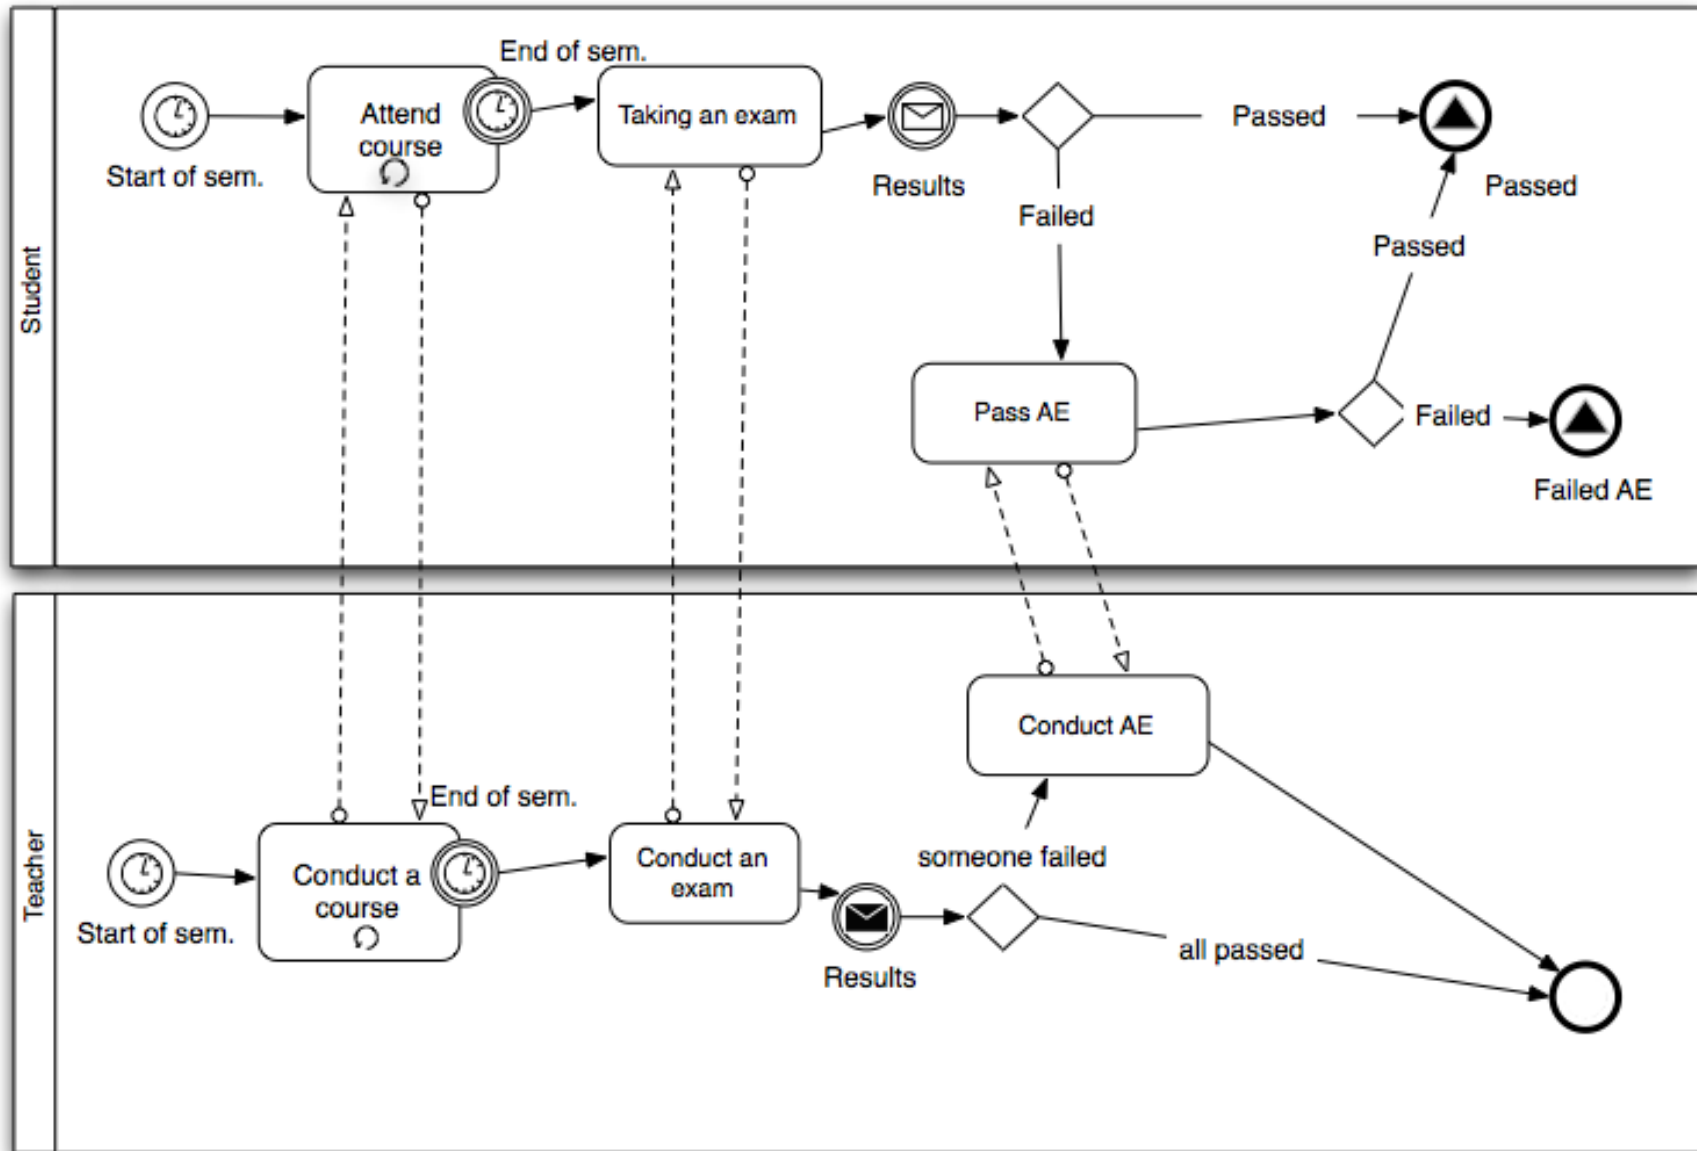 Student
End of sem.
Attend
course
Taking an exam
Start of sem.
Results
Passed
Passed
Failed
Passed
Pass AE
Failed
Failed AE
Teacher
Conduct AE
End of sem.
Conduct a
course
Conduct an
exam
someone failed
Start of sem.
Results
all passed